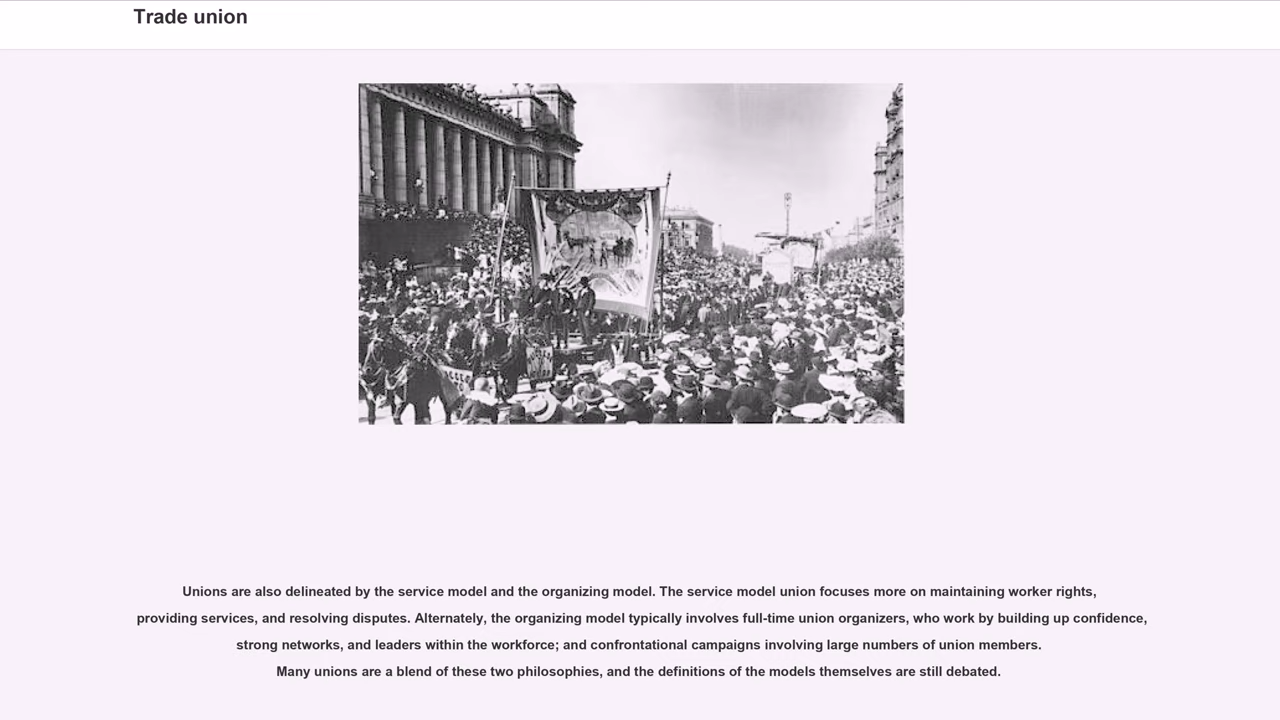 Trade union
Unions are also delineated by the service model and the organizing model. The service model union focuses more on maintaining worker rights,
providing services, and resolving disputes. Alternately, the organizing model typically involves full-time union organizers, who work by building up confidence,
strong networks, and leaders within the workforce; and confrontational campaigns involving large numbers of union members.
Many unions are a blend of these two philosophies, and the definitions of the models themselves are still debated.